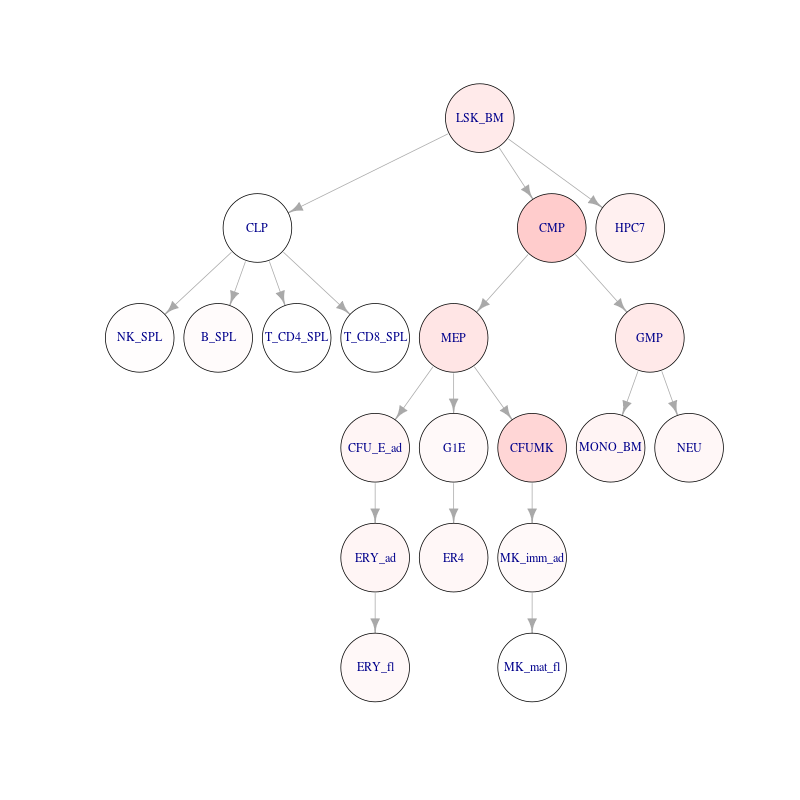 LSK_BM
CLP
CMP
HPC7
NK_SPL
B_SPL
T_CD4_SPL
T_CD8_SPL
MEP
GMP
CFU_E_ad
G1E
CFUMK
MONO_BM
NEU
ERY_ad
ER4
MK_imm_ad
ERY_fl
MK_mat_fl